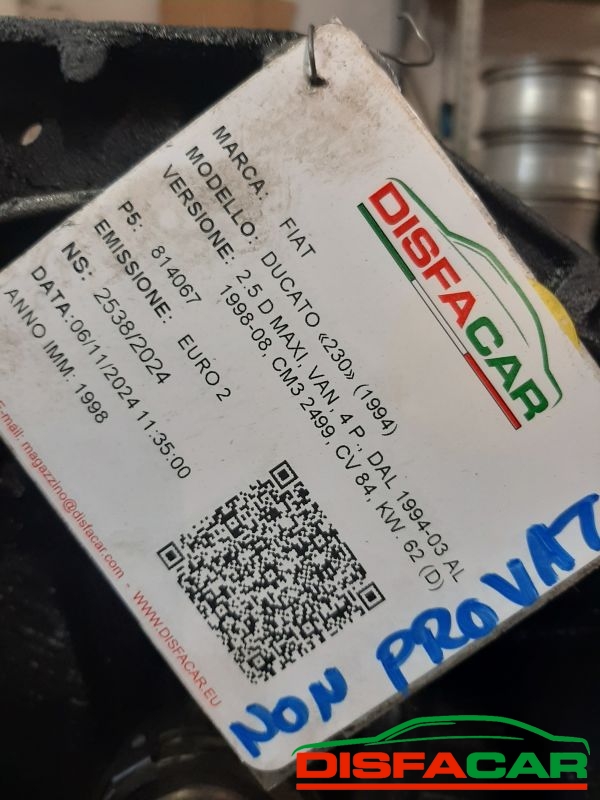 DISFACAR
MARCA: FIAT
MODELLO: DUCATO «230» (1994)
VERSIONE: 2.5 D MAXI, VAN, 4 P., DAL 1994-03 AL
1998-08, CM3 2499, CV 84, KW. 62 (D)
P5: 814067
EMISSIONE: EURO 2
NS: 2538/2024
DATA:06/11/2024 11:35:00
ANNO IMM: 1998
E-mail: magazzino@disfacar.com - WWW.DISFACAR.EU
NON PROVAT
DISFACAR